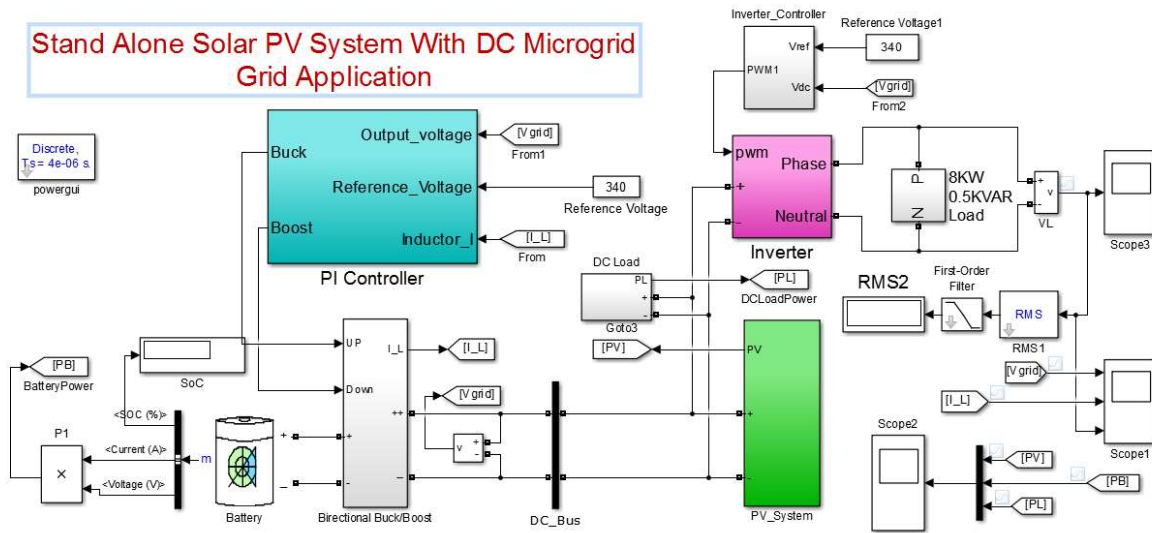 Stand Alone Solar PV System With DC Microgrid
Grid Application
Inverter_Controller
Reference Voltage1
Vref
340
PWM1
Vdc
[Vgrid]
From2
Discrete,
Ts = 4e-06 s.
powergui
Output_voltage
[Vgrid]
From1
Buck
Reference_Voltage
340
Reference Voltage
Boost
Inductor_I
[I_L]
From
PI Controller
pwm
Phase
+
-
Neutral
Inverter
P
N
8KW
0.5KVAR
Load
+
v
-
VL
Scope3
DC Load
PL
+
-
[PL]
DCLoadPower
Goto3
RMS2
First-Order
Filter
RMS
RMS1
[PB]
BatteryPower
SoC
UP
I_L
[I_L]
[PV]
PV
[Vgrid]
Down
[Vgrid]
[I_L]
<SOC (%)>
P1
<Current (A)>
×
<Voltage (V)>
m
+
_
Battery
+
-
++
--
Birectional Buck/Boost
v
+
-
DC_Bus
+
-
PV_System
Scope2
Scope1
[PV]
[PB]
[PL]